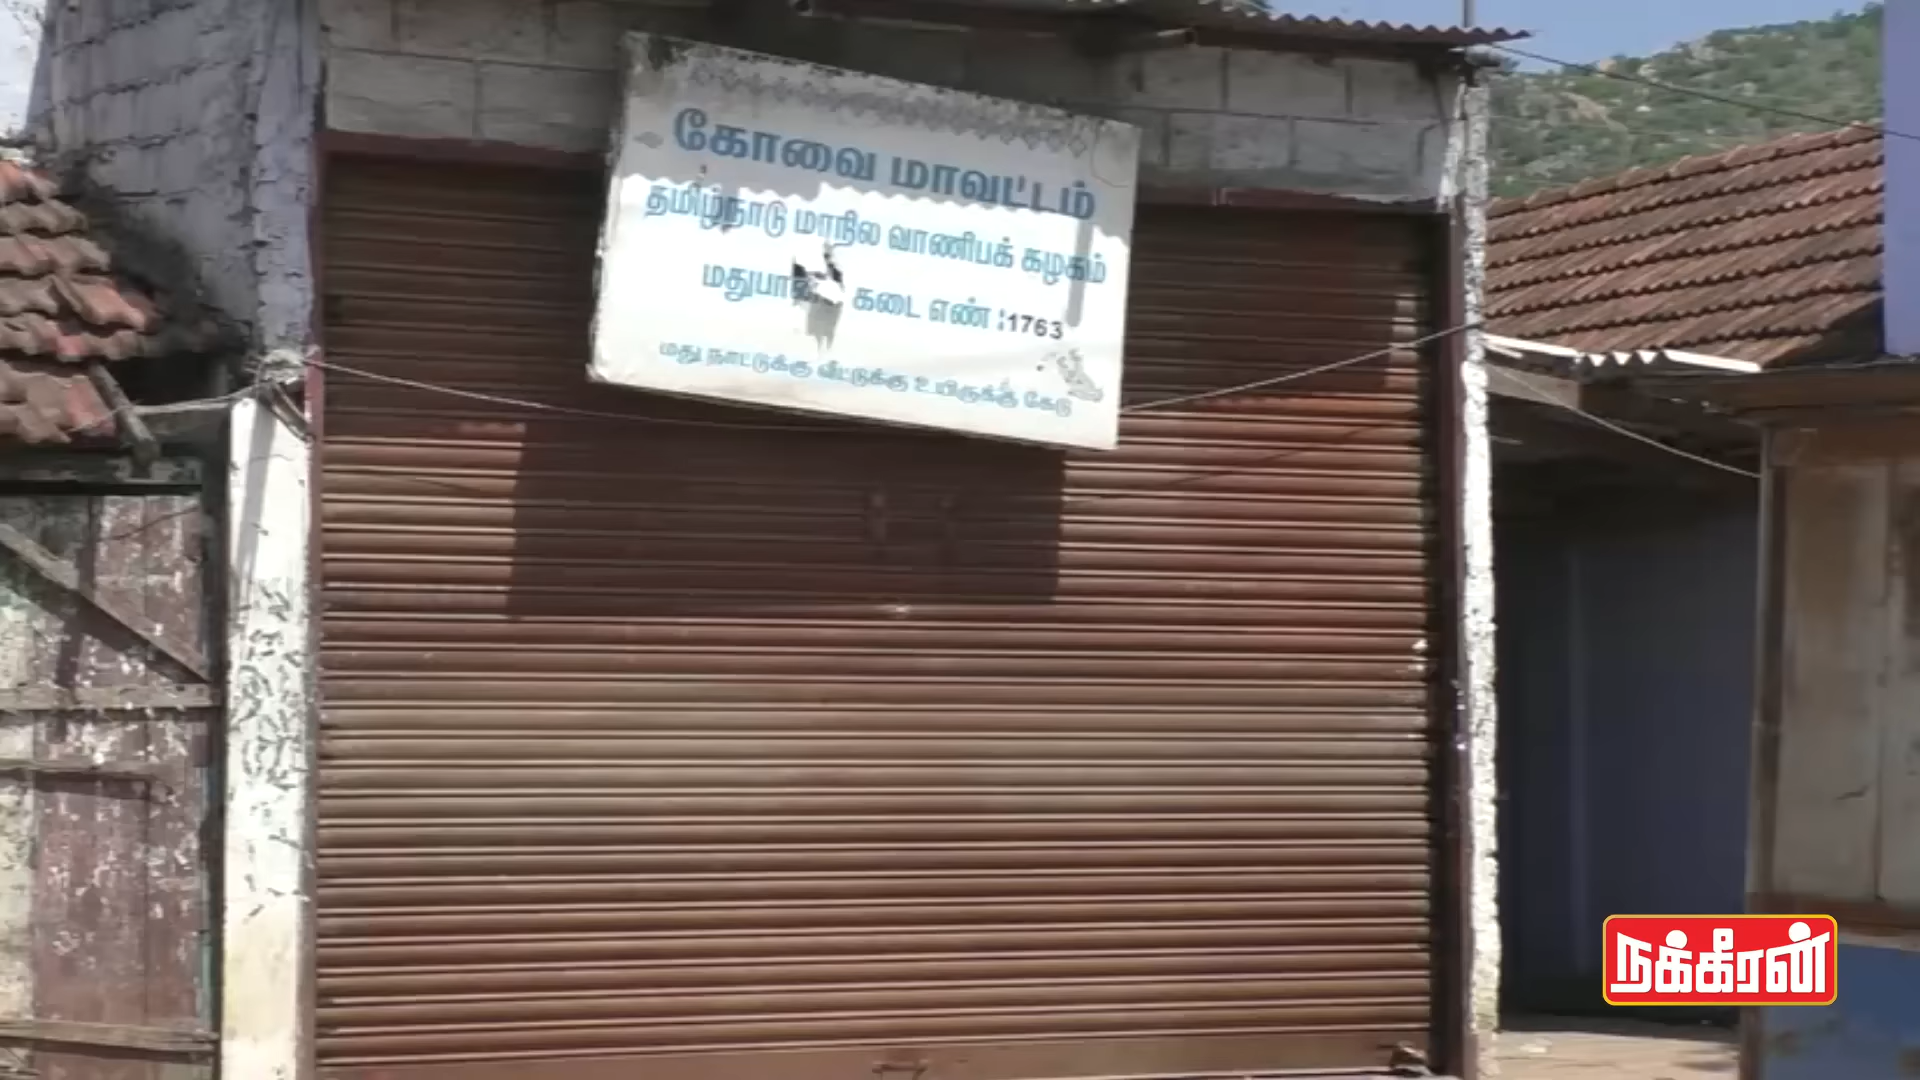 கோவை மாவட்டம்
தமிழ்நாடு மாநில வாணிபக் கழகம்
கடை எண் :1763
மது நாட்டுக்கு வீட்டுக்கு உயிருக்கு கேடு
நக்கீரன்